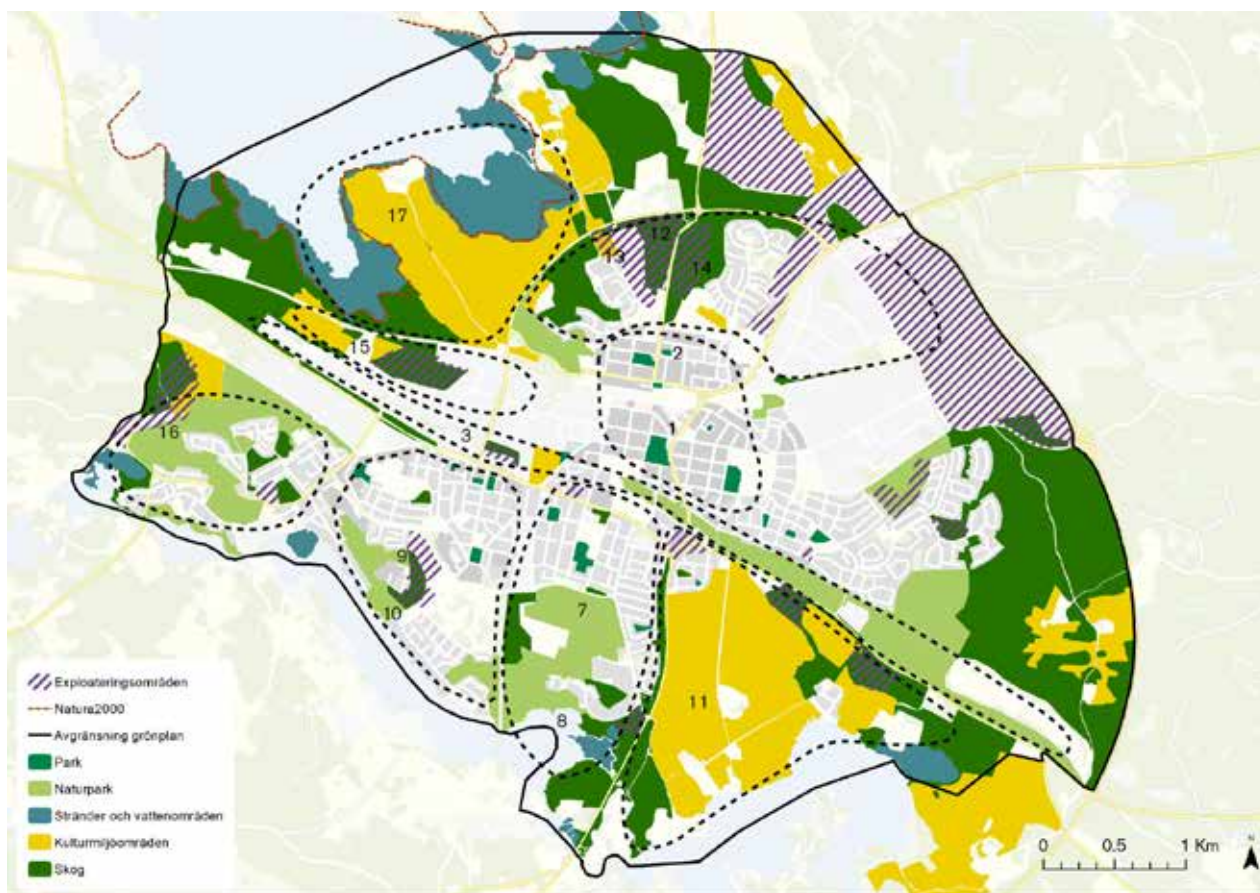 17
12
13
14
2
15
1
3
16
9
7
10
11
8
Exploateringsområden
Natura2000
Avgränsning grönplan
Park
Naturpark
Stränder och vattenområden
Kulturmiljöområden
Skog
0 0.5 1 Km
N